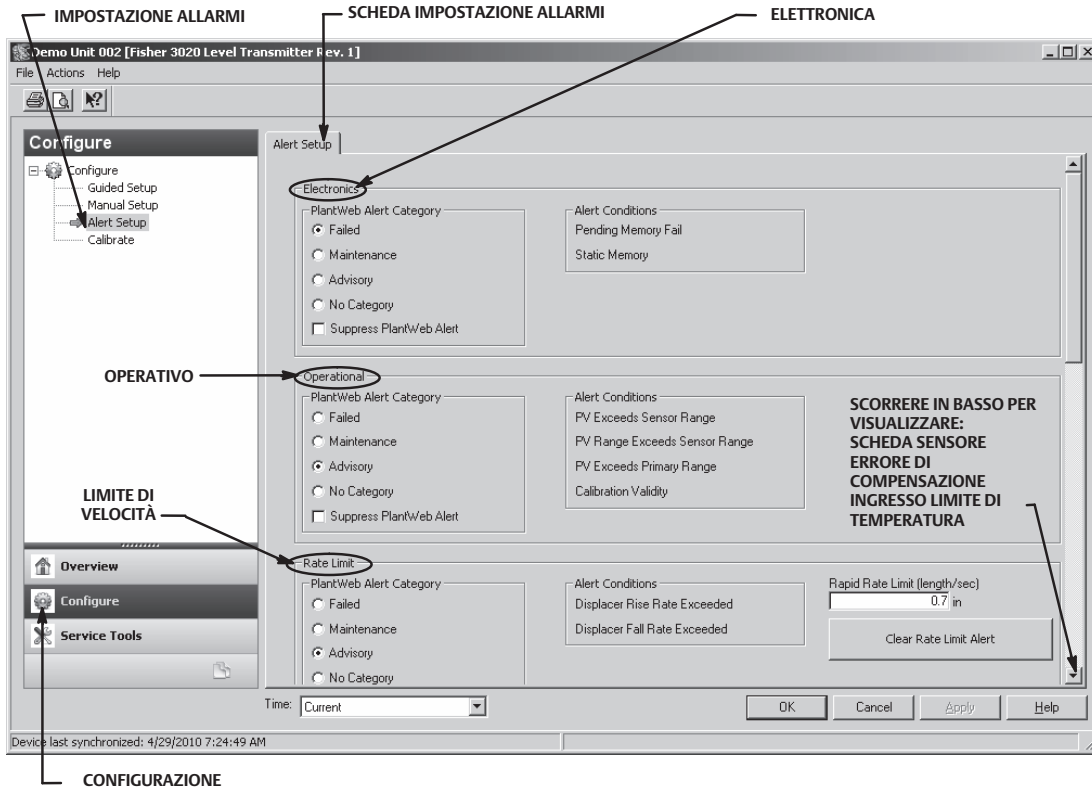 IMPOSTAZIONE ALLARMI
SCHEDA IMPOSTAZIONE ALLARMI
ELETTRONICA
Demo Unit 002 [Fisher 3020 Level Transmitter Rev. 1]
File Actions Help
Configure
Configure
Guided Setup
Manual Setup
Alert Setup
Calibrate
Alert Setup
Electronics
PlantWeb Alert Category
Failed
Maintenance
Advisory
No Category
Suppress PlantWeb Alert
Alert Conditions
Pending Memory Fail
Static Memory
OPERATIVO
Operational
PlantWeb Alert Category
Failed
Maintenance
Advisory
No Category
Suppress PlantWeb Alert
Alert Conditions
PV Exceeds Sensor Range
PV Range Exceeds Sensor Range
PV Exceeds Primary Range
Calibration Validity
SCORRERE IN BASSO PER
VISUALIZZARE:
SCHEDA SENSORE
ERRORE DI
COMPENSAZIONE
INGRESSO LIMITE DI
TEMPERATURA
LIMITE DI
VELOCITÀ
Rate Limit
PlantWeb Alert Category
Failed
Maintenance
Advisory
No Category
Alert Conditions
Displacer Rise Rate Exceeded
Displacer Fall Rate Exceeded
Rapid Rate Limit (length/sec)
0.7 in
Clear Rate Limit Alert
Overview
Configure
Service Tools
Time: Current
OK Cancel Apply Help
Device last synchronized: 4/29/2010 7:24:49 AM
CONFIGURAZIONE